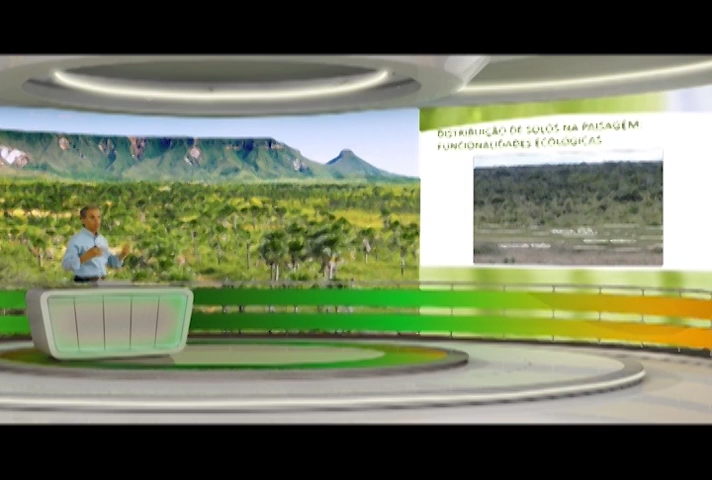 DISTRIBUIÇÃO DE SOLOS NA PAISAGEM:
FUNCIONALIDADES ECOLÓGICAS